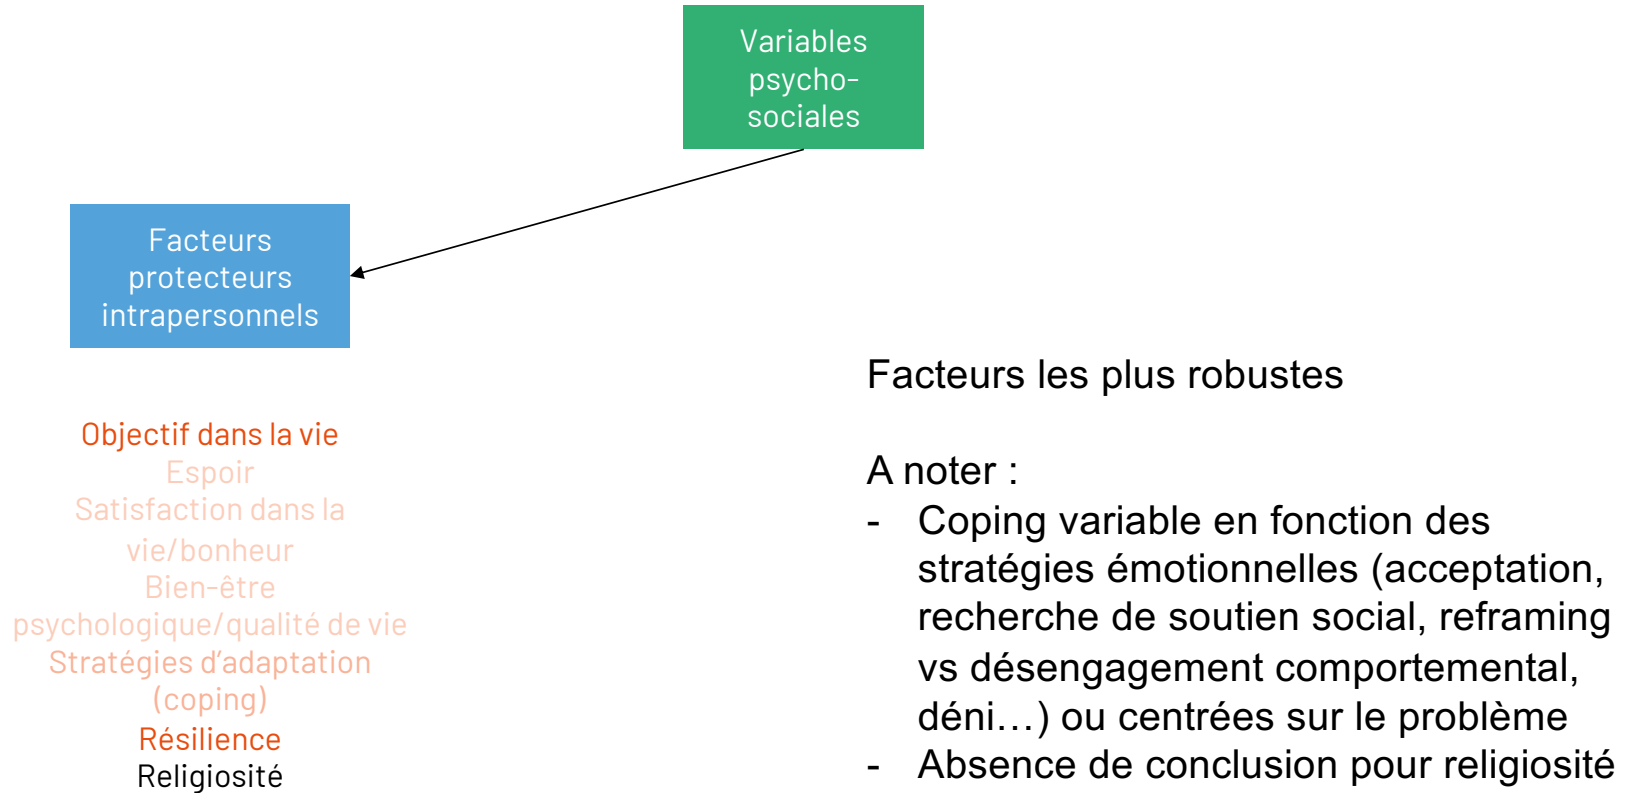 Variables
psycho-
sociales
Facteurs
protecteurs
intrapersonnels
Objectif dans la vie
Espoir
Satisfaction dans la
vie/bonheur
Bien-être
psychologique/qualité de vie
Stratégies d'adaptation
(coping)
Résilience
Religiosité
Facteurs les plus robustes
A noter :
- Coping variable en fonction des
stratégies émotionnelles (acceptation,
recherche de soutien social, reframing
vs désengagement comportemental,
déni…) ou centrées sur le problème
- Absence de conclusion pour religiosité